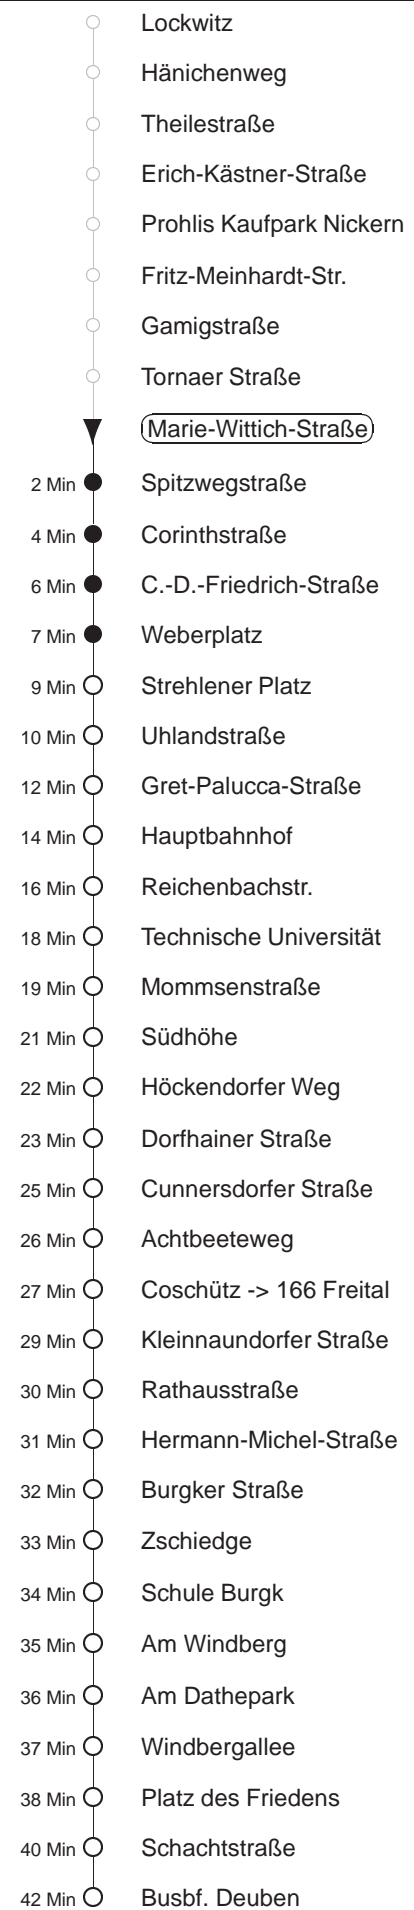 Lockwitz
Hänichenweg
Theilestraße
Erich-Kästner-Straße
Prohlis Kaufpark Nickern
Fritz-Meinhardt-Str.
Gamigstraße
Tornaer Straße
Marie-Wittich-Straße
2 Min Spitzwegstraße
4 Min Corinthstraße
6 Min C.-D.-Friedrich-Straße
7 Min Weberplatz
9 Min Strehlener Platz
10 Min Uhlandstraße
12 Min Gret-Palucca-Straße
14 Min Hauptbahnhof
16 Min Reichenbachstr.
18 Min Technische Universität
19 Min Mommsenstraße
21 Min Südhöhe
22 Min Höckendorfer Weg
23 Min Dorfhainer Straße
25 Min Cunnersdorfer Straße
26 Min Achtbeeteweg
27 Min Coschütz -> 166 Freital
29 Min Kleinnaundorfer Straße
30 Min Rathausstraße
31 Min Hermann-Michel-Straße
32 Min Burgker Straße
33 Min Zschiedge
34 Min Schule Burgk
35 Min Am Windberg
36 Min Am Dathepark
37 Min Windbergallee
38 Min Platz des Friedens
40 Min Schachtstraße
42 Min Busbf. Deuben